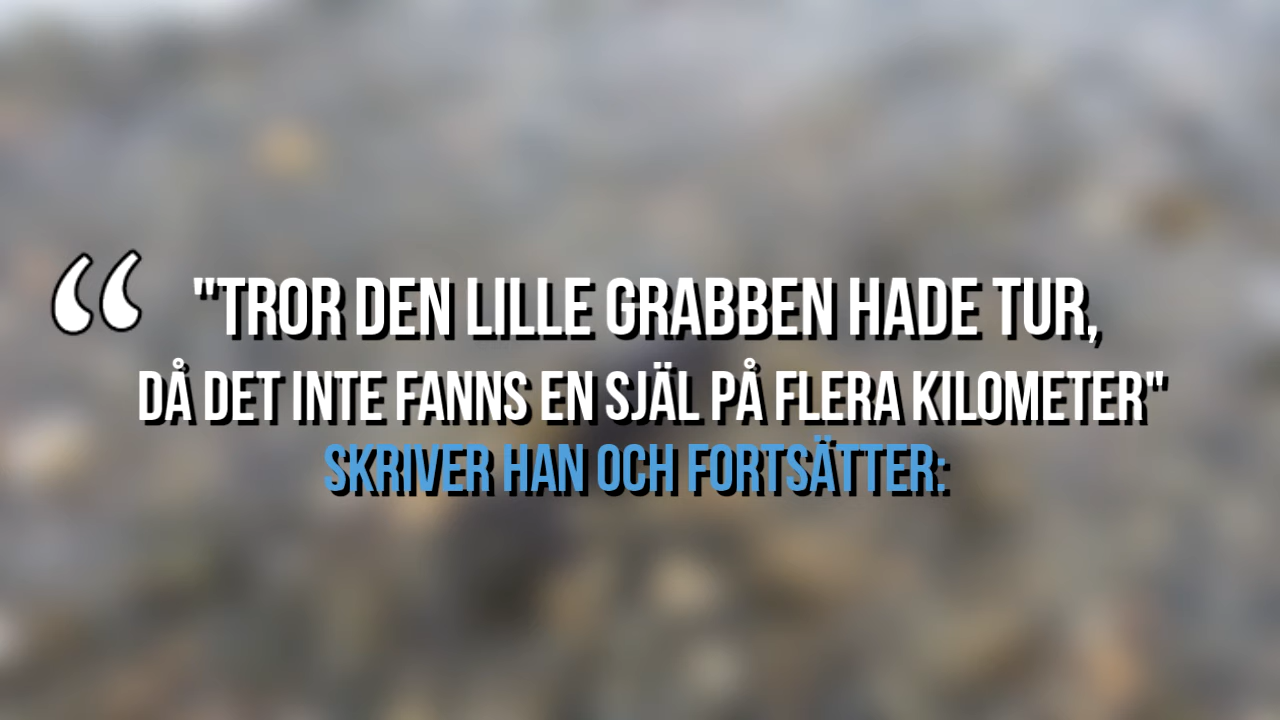 "TROR DEN LILLE GRABBEN HADE TUR,
DÅ DET INTE FANNS EN SJÄL PÅ FLERA KILOMETER"
SKRIVER HAN OCH FORTSÄTTER: